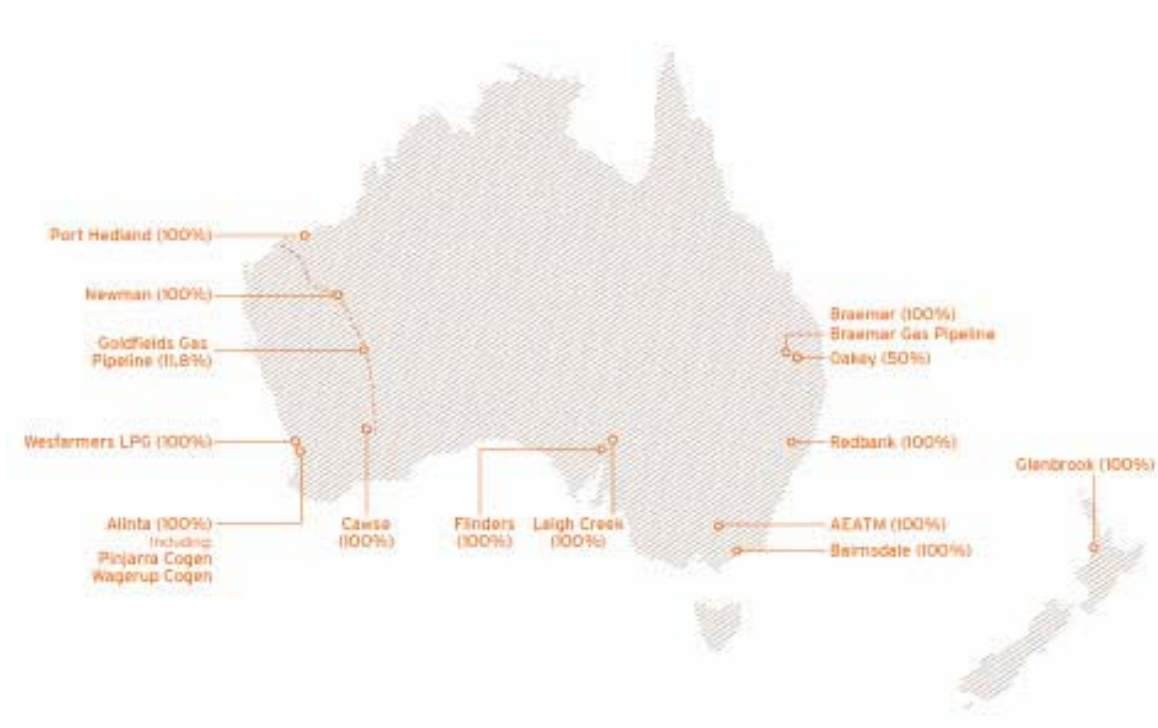 Port Hedland (100%)
Newman (100%)
Goldfields Gas
Pipeline (11.8%)
Wesfarmers LPG (100%)
Alinta (100%)
Including:
Pinjarra Cogen
Wagerup Cogen
Cawse
(100%)
Flinders
(100%)
Leigh Creek
(100%)
Braemar (100%)
Braemar Gas Pipeline
Oakey (50%)
Redbank (100%)
AEATM (100%)
Bairnsdale (100%)
Glenbrook (100%)